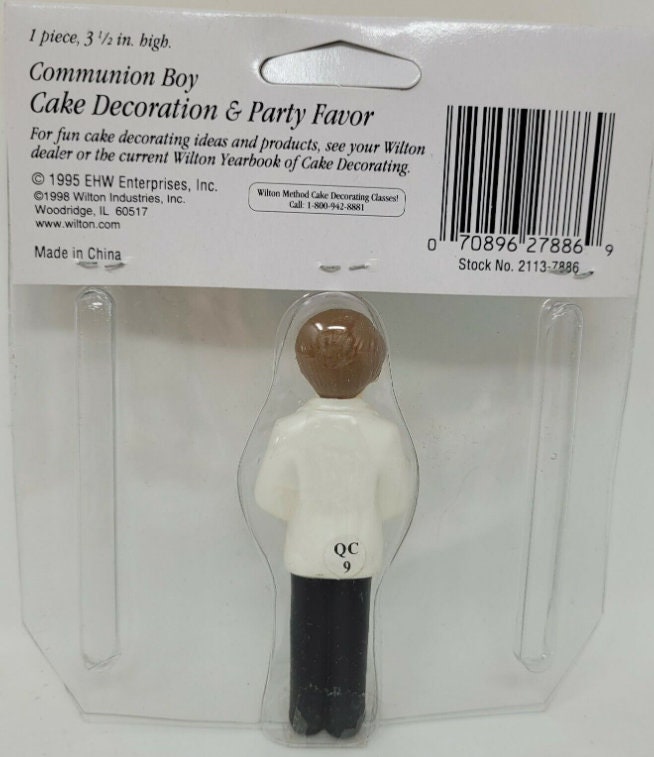 1 piece, 3 1/2 in. high.
Communion Boy
Cake Decoration & Party Favor
For fun cake decorating ideas and products, see your Wilton
dealer or the current Wilton Yearbook of Cake Decorating.
© 1995 EHW Enterprises, Inc.
©1998 Wilton Industries, Inc.
Woodridge, IL 60517
www.wilton.com
Wilton Method Cake Decorating Classes!
Call: 1-800-942-8881
Made in China
0 70896 27886 9
Stock No. 2113-7886
QC
9